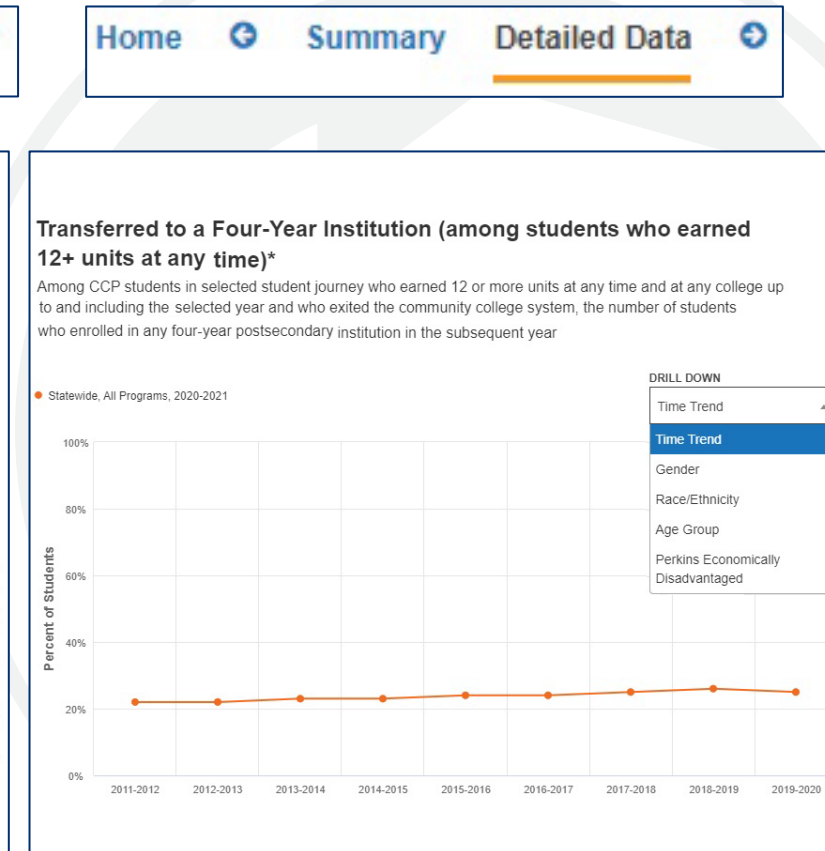 Home Summary Detailed Data
Transferred to a Four-Year Institution (among students who earned
12+ units at any time)*
Among CCP students in selected student journey who earned 12 or more units at any time and at any college up
to and including the selected year and who exited the community college system, the number of students
who enrolled in any four-year postsecondary institution in the subsequent year
DRILL DOWN
Statewide, All Programs, 2020-2021
Time Trend
Time Trend
Gender
Race/Ethnicity
Age Group
Perkins Economically
Disadvantaged
Percent of Students
100%
80%
60%
40%
20%
0%
2011-2012 2012-2013 2013-2014 2014-2015 2015-2016 2016-2017 2017-2018 2018-2019 2019-2020